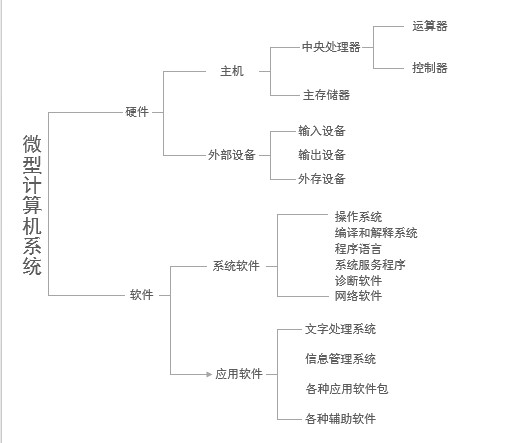 微型计算机系统
硬件
主机
中央处理器
运算器
控制器
主存储器
外部设备
输入设备
输出设备
外存设备
软件
系统软件
操作系统
编译和解释系统
程序语言
系统服务程序
诊断软件
网络软件
应用软件
文字处理系统
信息管理系统
各种应用软件包
各种辅助软件